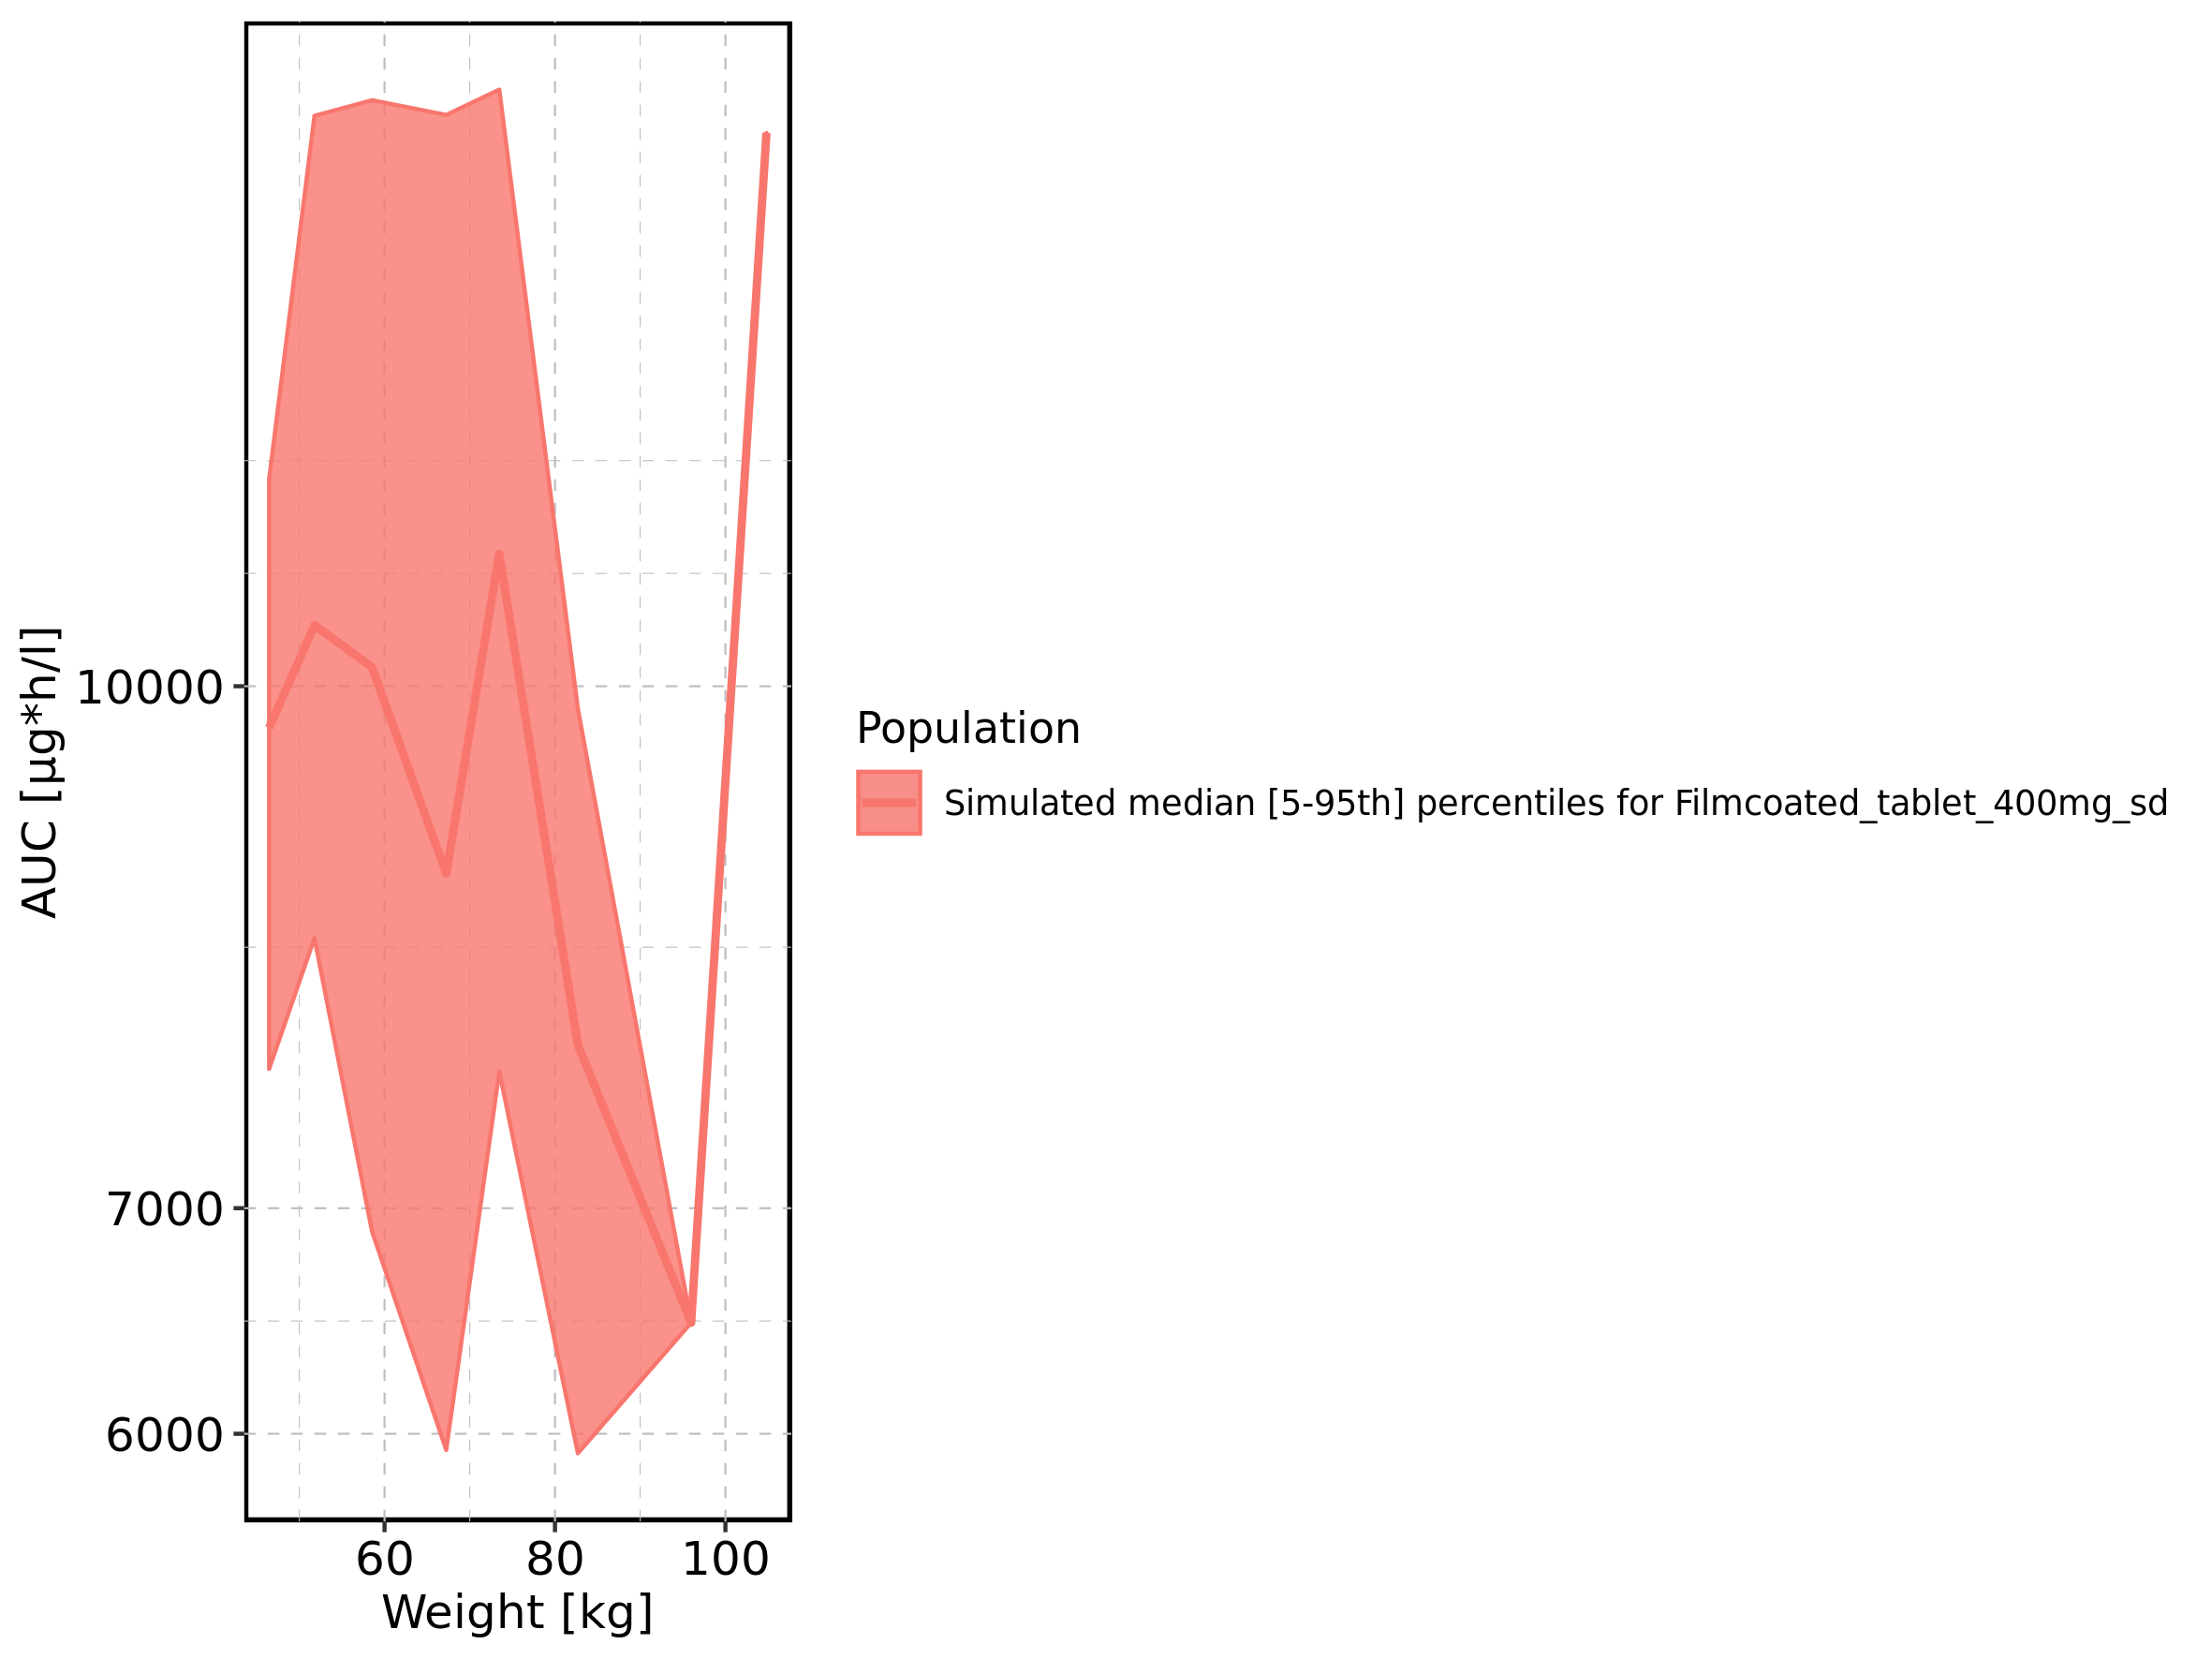 AUC [µg*h/l]
10000
7000
6000
60 80 100
Weight [kg]
Population
Simulated median [5-95th] percentiles for Filmcoated_tablet_400mg_sd